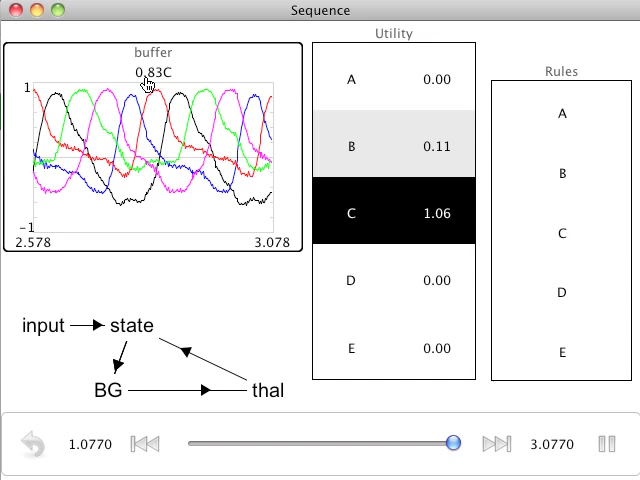 Sequence
buffer
0.83C
1
-1
2.578 3.078
Utility
A 0.00
B 0.11
C 1.06
D 0.00
E 0.00
Rules
A
B
C
D
E
input state
BG thal
1.0770 3.0770